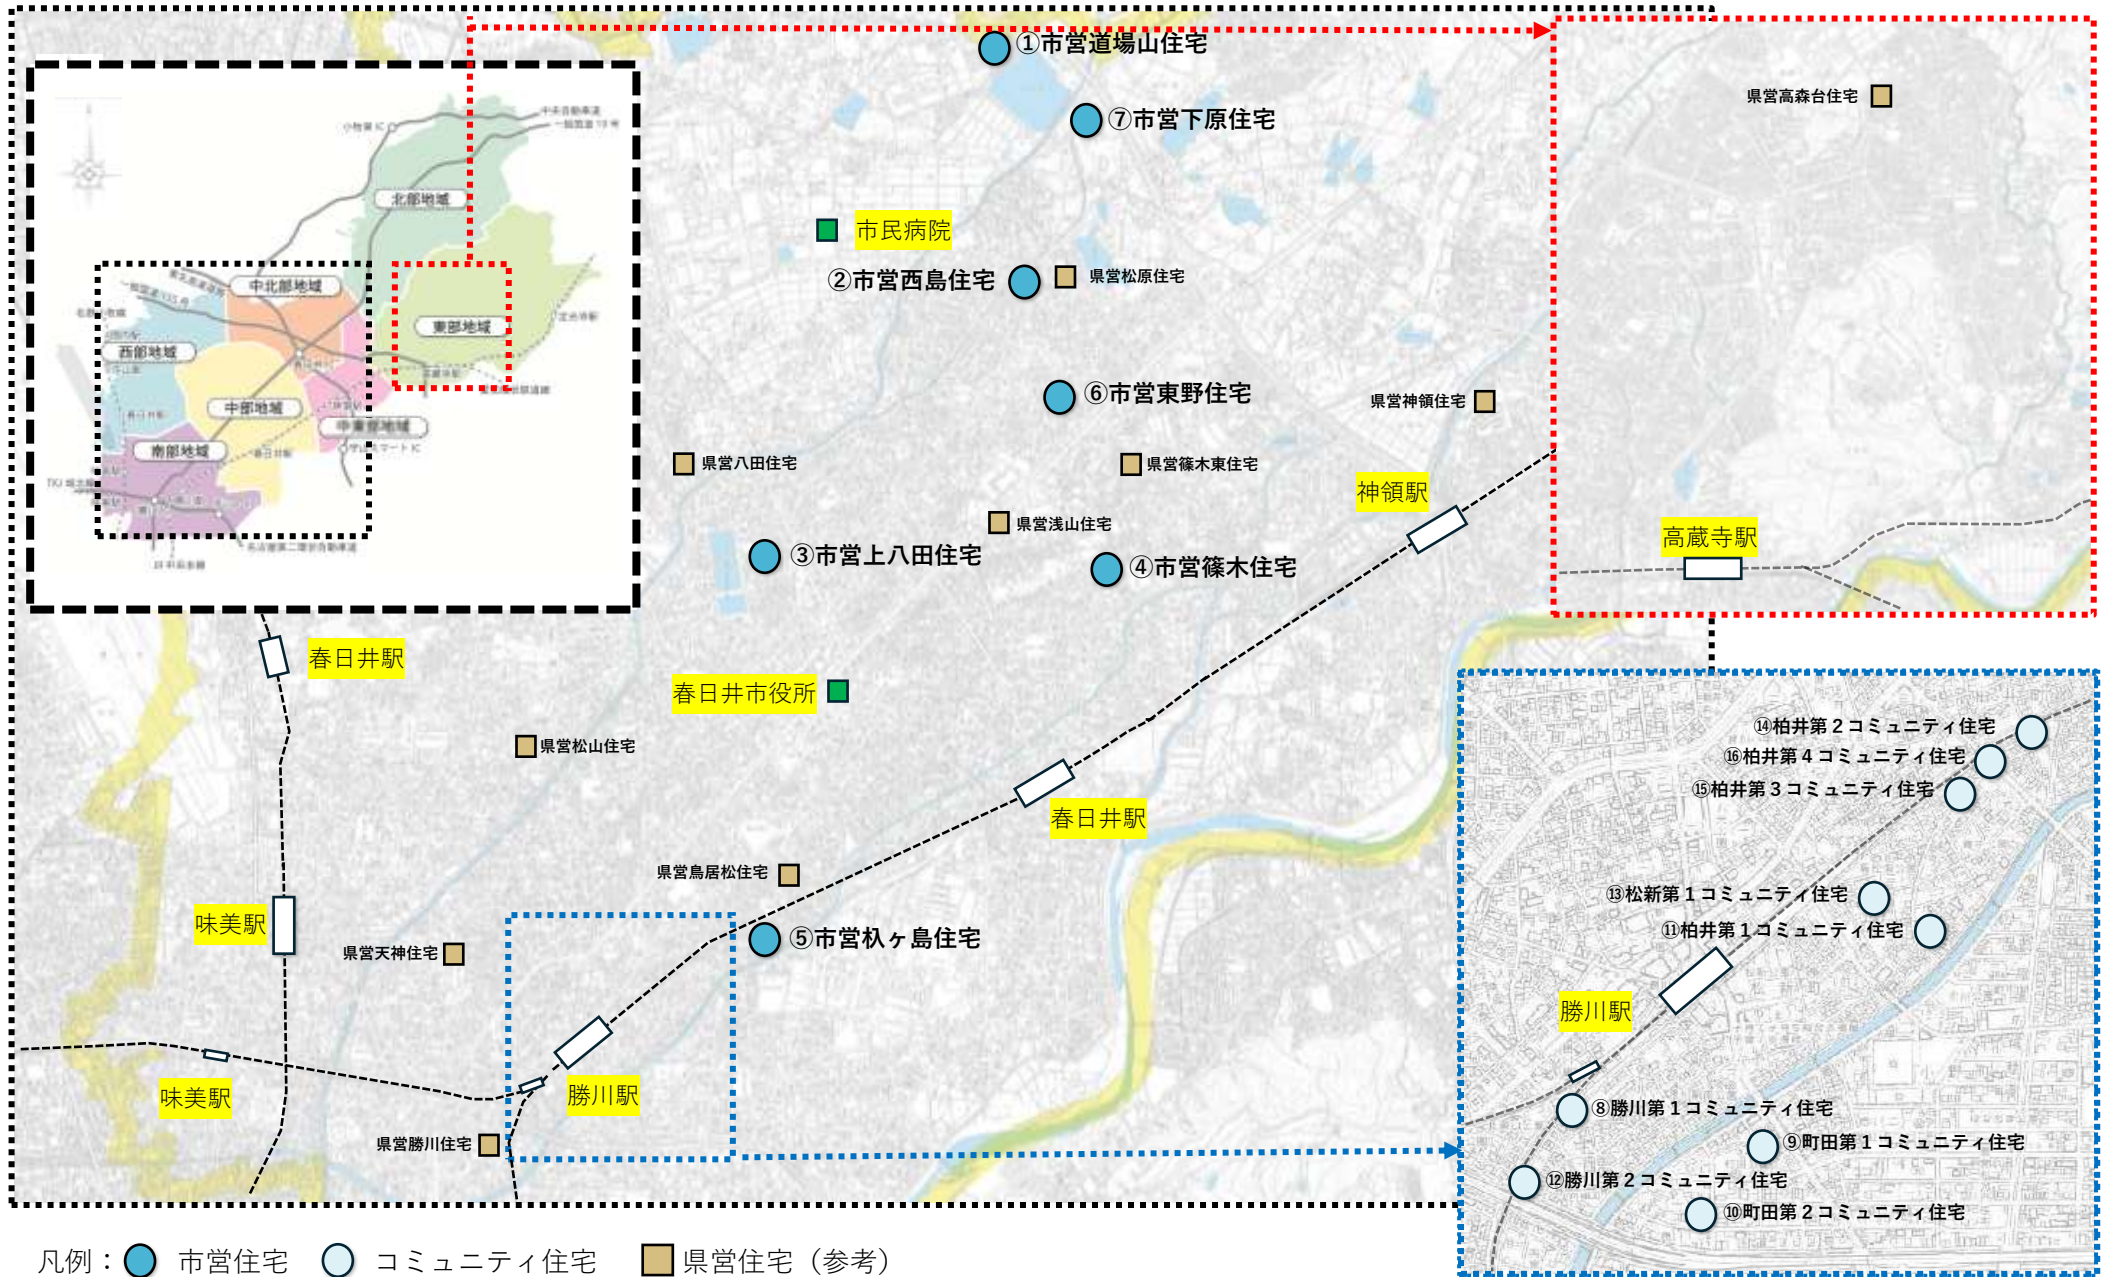 ①市営道場山住宅
⑦市営下原住宅
市民病院
②市営西島住宅
県営松原住宅
⑥市営東野住宅
県営神領住宅
県営八田住宅
県営篠木東住宅
神領駅
県営浅山住宅
③市営上八田住宅
④市営篠木住宅
春日井駅
春日井市役所
県営松山住宅
春日井駅
県営鳥居松住宅
味美駅
県営天神住宅
⑤市営杁ヶ島住宅
味美駅
勝川駅
県営勝川住宅
北部地域
中北部地域
東部地域
西部地域
中部地域
中東部地域
南部地域
中央自動車道
県営高森台住宅
高蔵寺駅
⑭柏井第2コミュニティ住宅
⑯柏井第4コミュニティ住宅
⑮柏井第3コミュニティ住宅
⑬松新第1コミュニティ住宅
⑪柏井第1コミュニティ住宅
勝川駅
⑧勝川第1コミュニティ住宅
⑨町田第1コミュニティ住宅
⑫勝川第2コミュニティ住宅
⑩町田第2コミュニティ住宅
凡例： 市営住宅 コミュニティ住宅 県営住宅（参考）